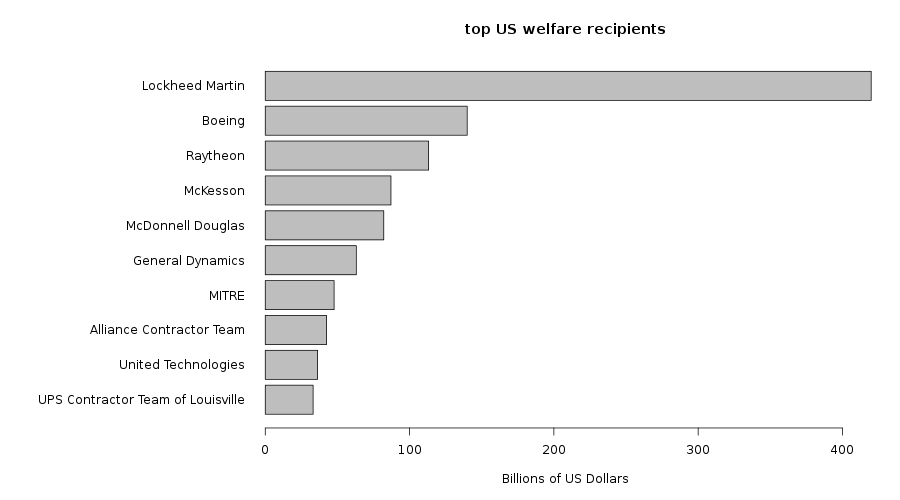 top US welfare recipients
Lockheed Martin
Boeing
Raytheon
McKesson
McDonnell Douglas
General Dynamics
MITRE
Alliance Contractor Team
United Technologies
UPS Contractor Team of Louisville
0 100 200 300 400
Billions of US Dollars